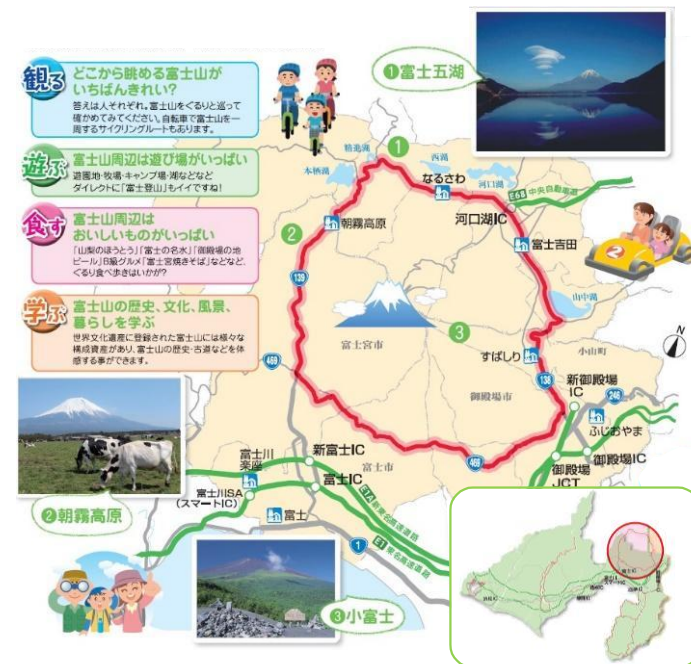 観る
どこから眺める富士山が
いちばんきれい?
答えは人それぞれ。富士山をぐるりと巡って
確かめてみてください。自転車で富士山を一
周するサイクリングルートもあります。
遊ぶ
富士山周辺は遊び場がいっぱい
遊園地・牧場・キャンプ場・湖などなど
ダイレクトに「富士登山」もイイですね!
食す
富士山周辺は
おいしいものがいっぱい
「山梨のほうとう」「富士の名水」「御殿場の地
ビール」B級グルメ「富士宮焼きそば」などなど、
ぐるり食べ歩きはいかが?
学ぶ
富士山の歴史、文化、風景、
暮らしを学ぶ
世界文化遺産に登録された富士山には様々な
構成資産があり、富士山の歴史・古道などを体
感する事ができます。
①富士五湖
②朝霧高原
③小富士
1
2
3
精進湖
本栖湖
西湖
河口湖
山中湖
なるさわ
朝霧高原
河口湖IC
E68 中央自動車道
富士吉田
2
139
富士宮市
すばしり
小山町
N
138
469
御殿場市
新御殿場
IC
246
ふじおやま
469
御殿場IC
御殿場
JCT
富士市
新富士IC
富士川
楽座
富士IC
富士川SA
(スマートIC)
富士
E1A 新東名高速道路
E1 東名高速道路
1